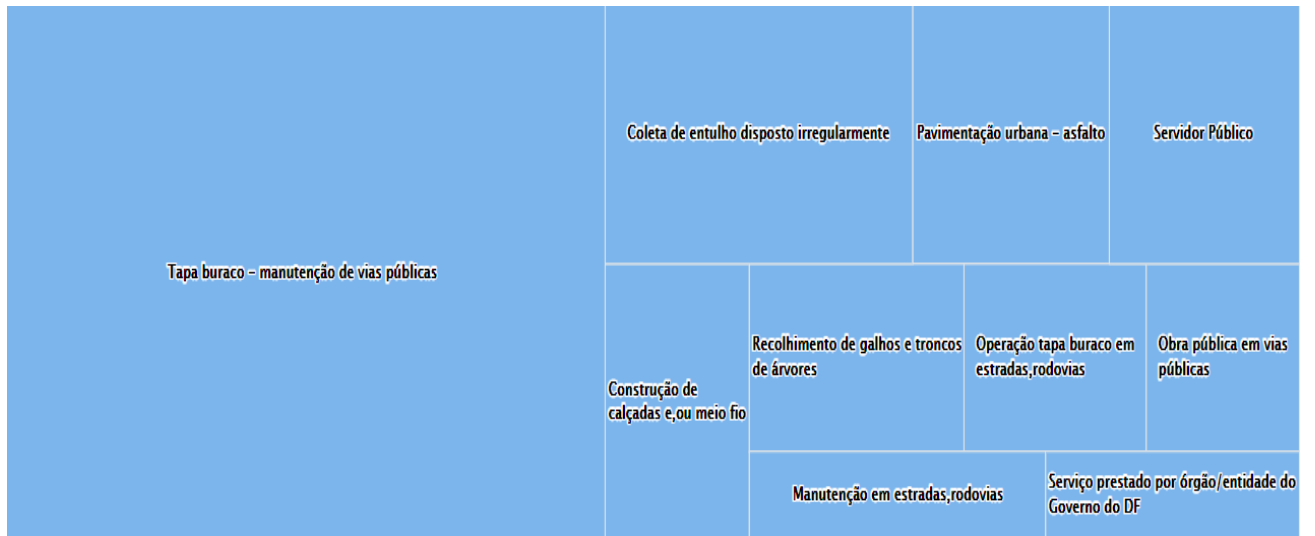 Tapa buraco – manutenção de vias públicas
Coleta de entulho disposto irregularmente
Pavimentação urbana – asfalto
Servidor Público
Construção de
calçadas e,ou meio fio
Recolhimento de galhos e troncos
de árvores
Operação tapa buraco em
estradas,rodovias
Obra pública em vias
públicas
Manutenção em estradas,rodovias
Serviço prestado por órgão/entidade do
Governo do DF